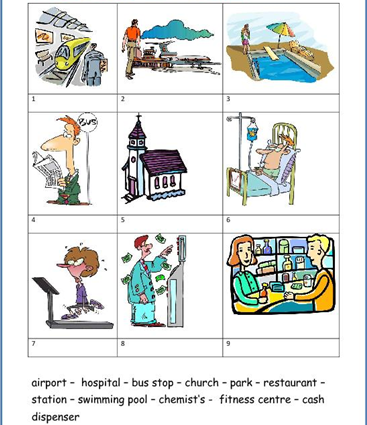 1 2 3
BUS
4 5 6
7 8 9
airport – hospital – bus stop – church – park – restaurant –
station – swimming pool – chemist's - fitness centre – cash
dispenser